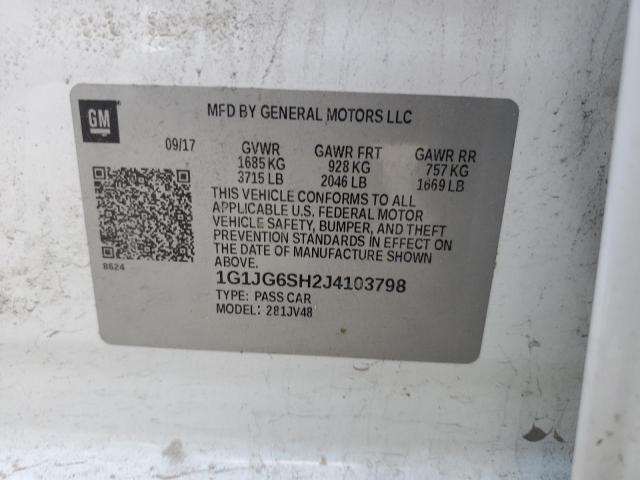 GM
MFD BY GENERAL MOTORS LLC
09/17 GVWR GAWR FRT GAWR RR
1685 KG 928 KG 757 KG
3715 LB 2046 LB 1669 LB
THIS VEHICLE CONFORMS TO ALL
APPLICABLE U.S. FEDERAL MOTOR
VEHICLE SAFETY, BUMPER, AND THEFT
PREVENTION STANDARDS IN EFFECT ON
THE DATE OF MANUFACTURE SHOWN
ABOVE.
8624
1G1JG6SH2J4103798
TYPE: PASS CAR
MODEL: 281JV48